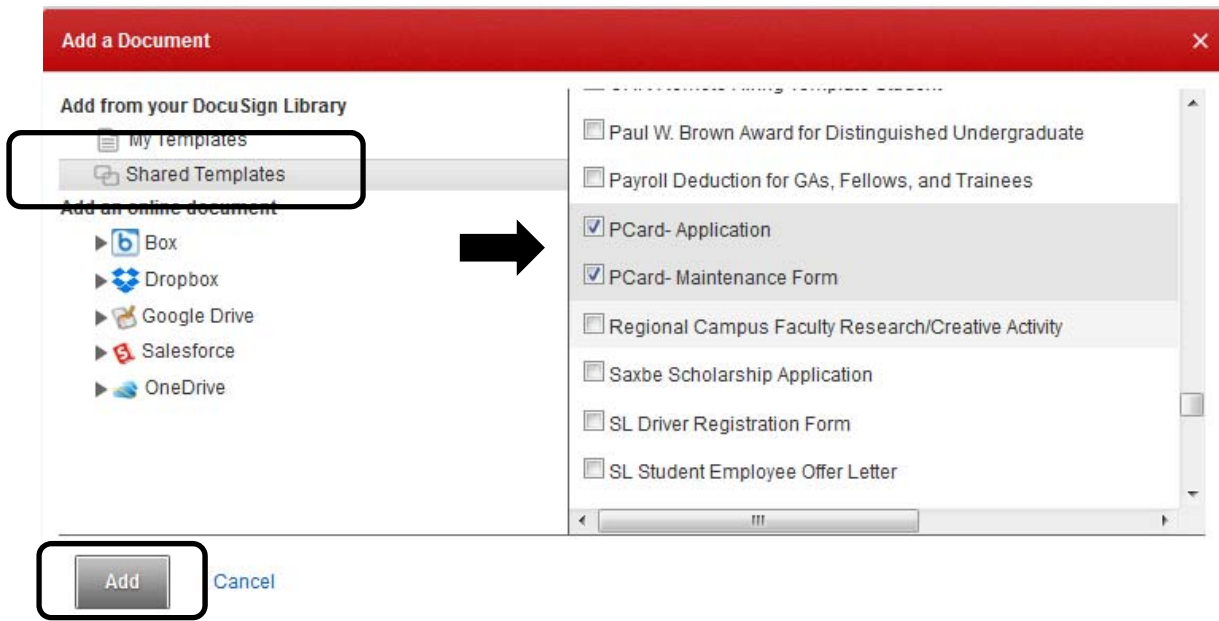 Add a Document
Add from your DocuSign Library
My Templates
Shared Templates
Add an online document
Box
Dropbox
Google Drive
Salesforce
OneDrive
Template Student
Paul W. Brown Award for Distinguished Undergraduate
Payroll Deduction for GAs, Fellows, and Trainees
PCard- Application
PCard- Maintenance Form
Regional Campus Faculty Research/Creative Activity
Saxbe Scholarship Application
SL Driver Registration Form
SL Student Employee Offer Letter
Add
Cancel